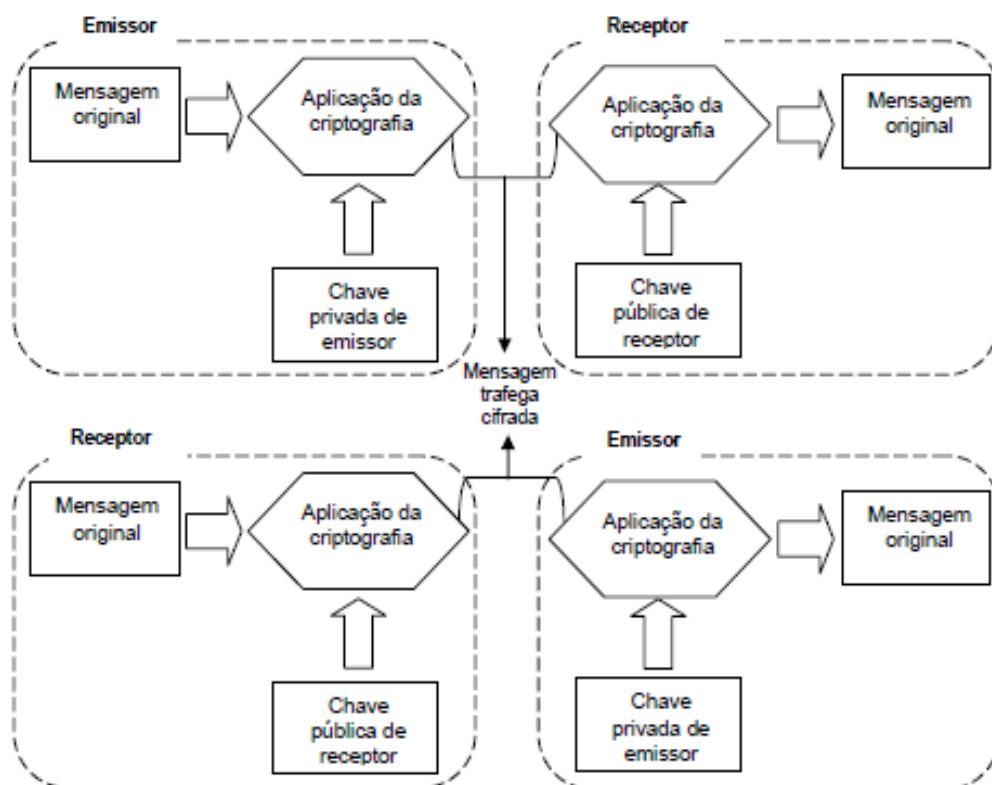 Emissor
Receptor
Mensagem
original
Aplicação da
criptografia
Aplicação da
criptografia
Mensagem
original
Chave
privada de
emissor
Chave
pública de
receptor
Mensagem
trafega
cifrada
Receptor
Emissor
Mensagem
original
Aplicação da
criptografia
Aplicação da
criptografia
Mensagem
original
Chave
pública de
receptor
Chave
privada de
emissor